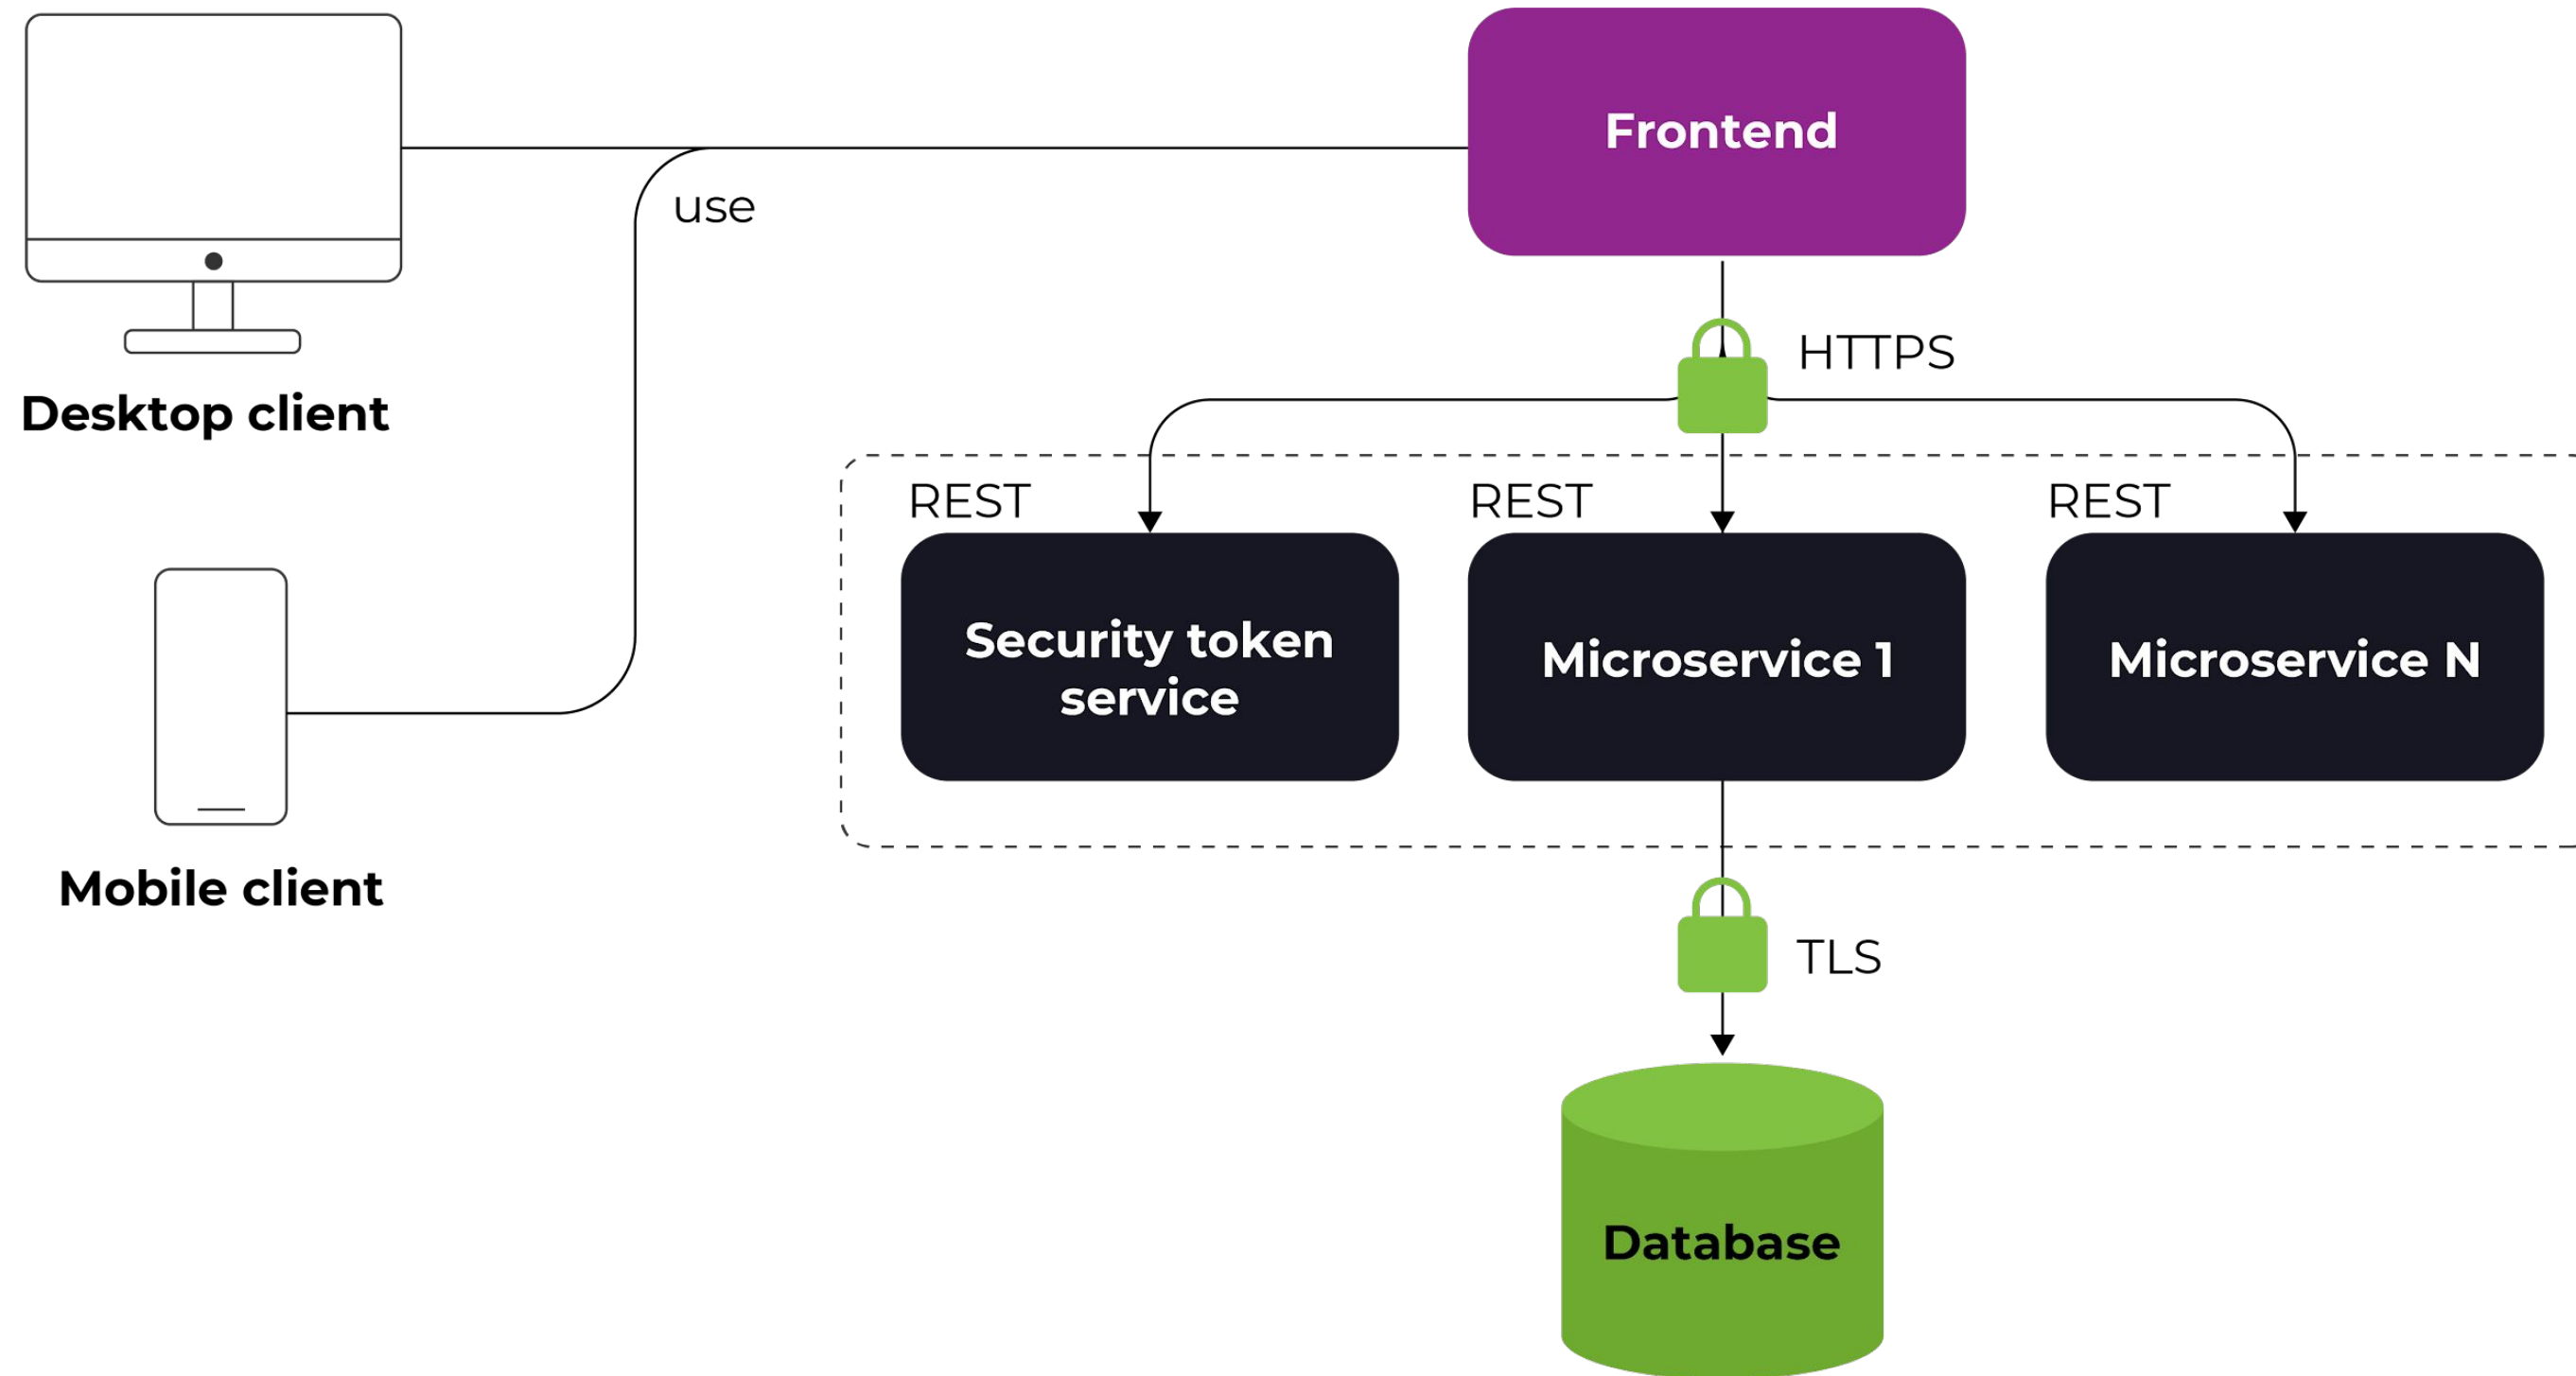 Frontend
use
HTTPS
Desktop client
REST
REST
REST
Security token
service
Microservice 1
Microservice N
Mobile client
TLS
Database